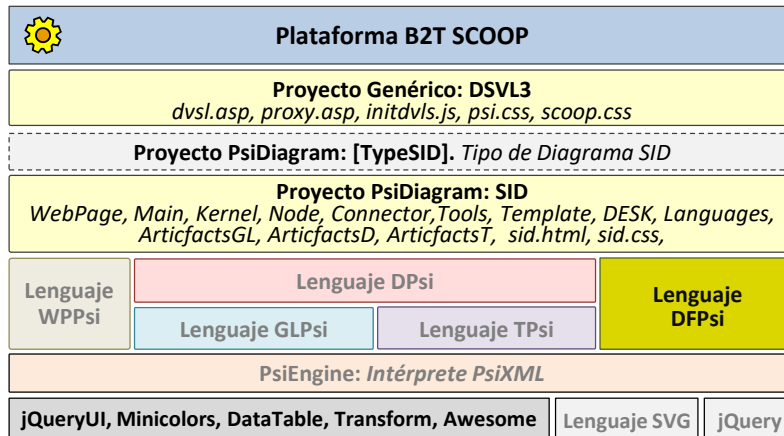 Plataforma B2T SCOOP
Proyecto Genérico: DSVL3
dvsl.asp, proxy.asp, initdvls.js, psi.css, scoop.css
Proyecto PsiDiagram: [TypeSID]. Tipo de Diagrama SID
Proyecto PsiDiagram: SID
WebPage, Main, Kernel, Node, Connector,Tools, Template, DESK, Languages,
ArticfactsGL, ArticfactsD, ArticfactsT, sid.html, sid.css,
Lenguaje
WPPsi
Lenguaje DPsi
Lenguaje GLPsi
Lenguaje TPsi
Lenguaje
DFPsi
PsiEngine: Intérprete PsiXML
jQueryUI, Minicolors, DataTable, Transform, Awesome
Lenguaje SVG
jQuery